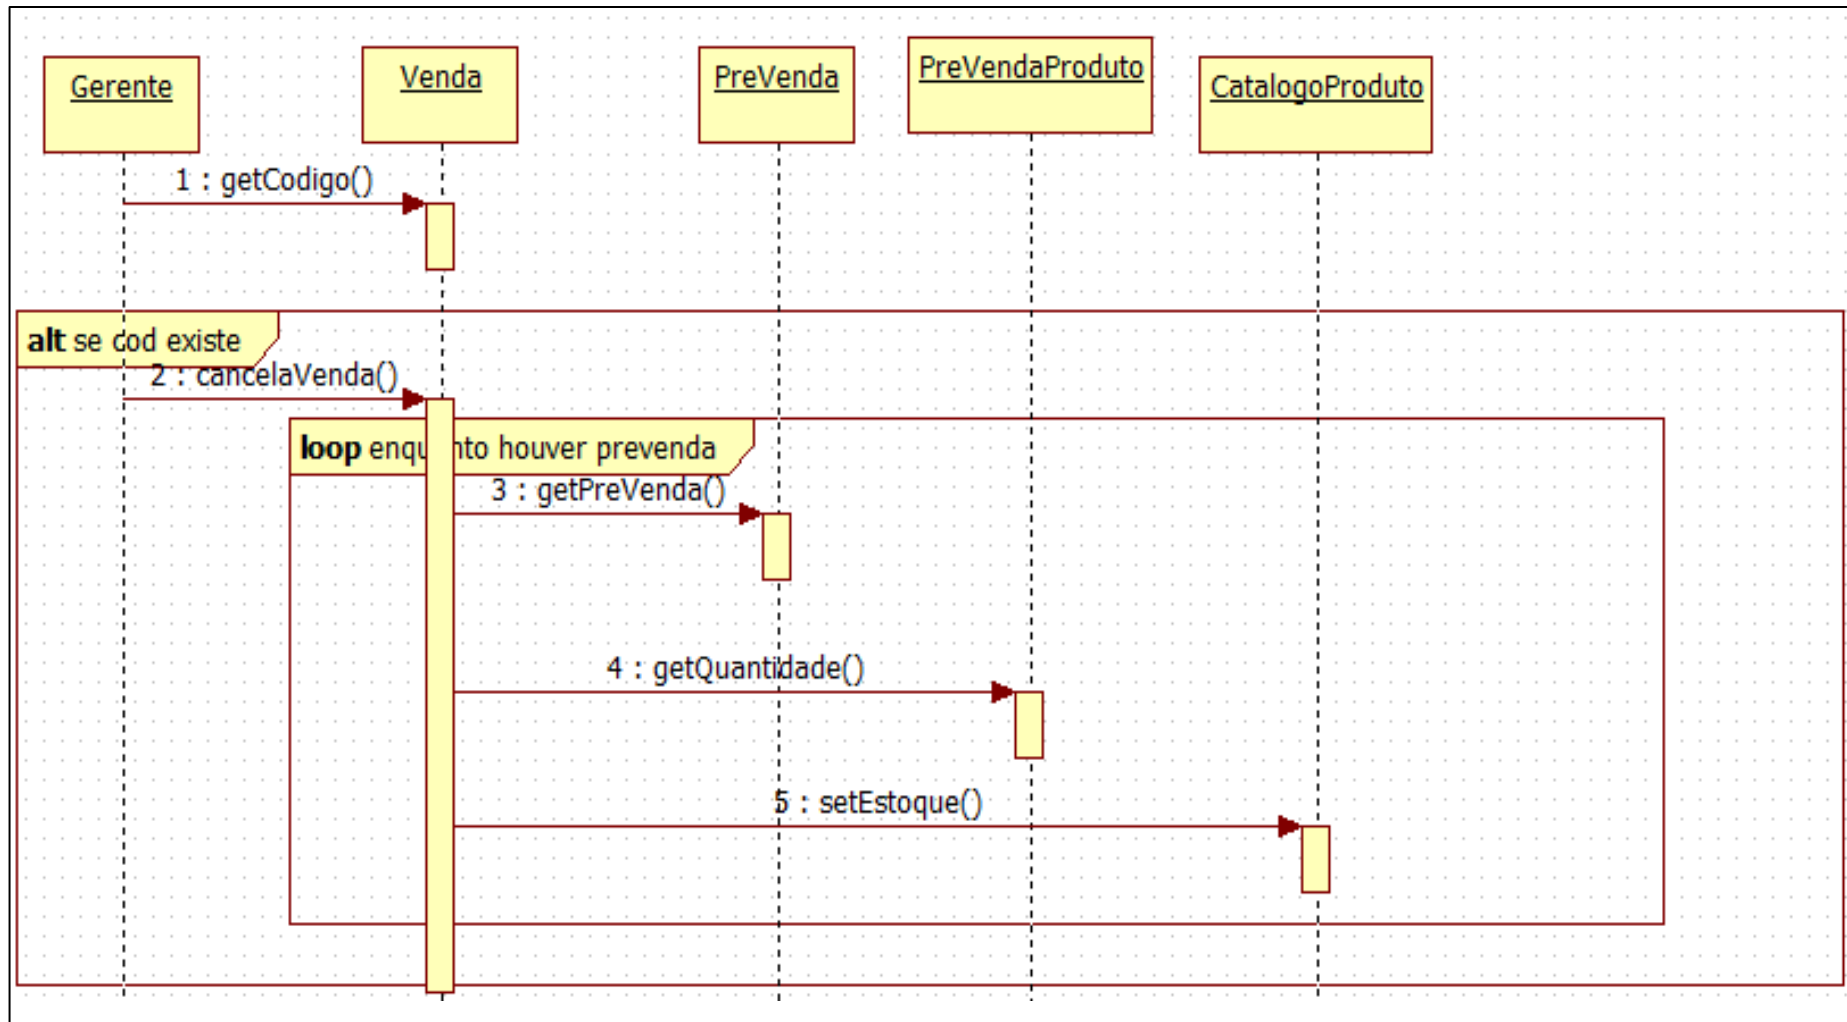 Gerente
Venda
PreVenda
PreVendaProduto
CatalogoProduto
1 : getCodigo()
alt se cod existe
2 : cancelaVenda()
loop enquanto houver prevenda
3 : getPreVenda()
4 : getQuantidade()
5 : setEstoque()